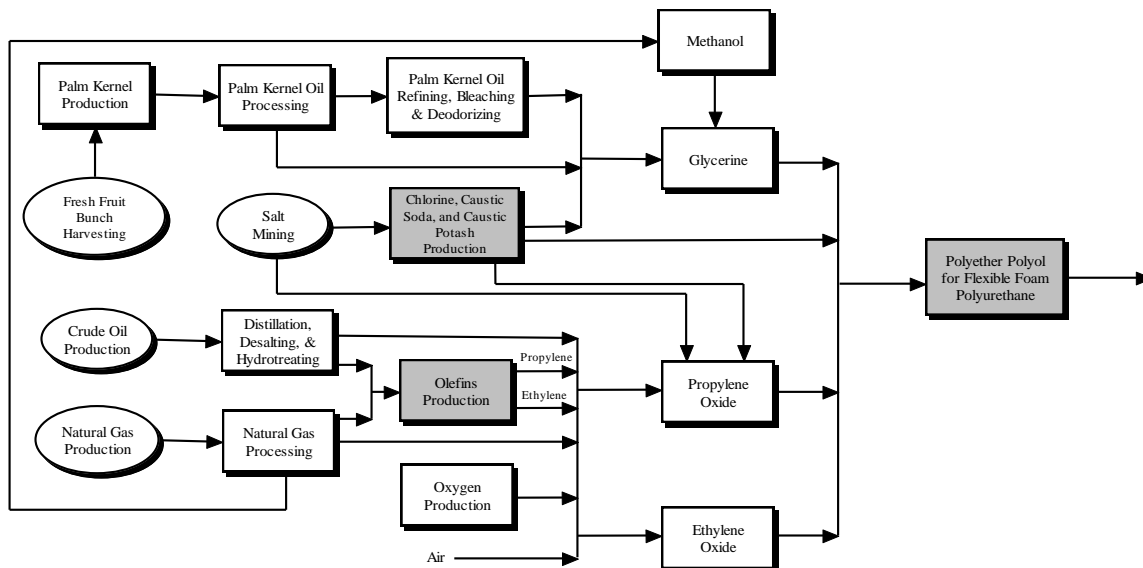 Methanol
Palm Kernel
Production
Palm Kernel Oil
Processing
Palm Kernel Oil
Refining, Bleaching
& Deodorizing
Glycerine
Fresh Fruit
Bunch
Harvesting
Salt
Mining
Chlorine, Caustic
Soda, and Caustic
Potash
Production
Polyether Polyol
for Flexible Foam
Polyurethane
Crude Oil
Production
Distillation,
Desalting, &
Hydrotreating
Propylene
Olefins
Production
Ethylene
Propylene
Oxide
Natural Gas
Production
Natural Gas
Processing
Oxygen
Production
Ethylene
Oxide
Air